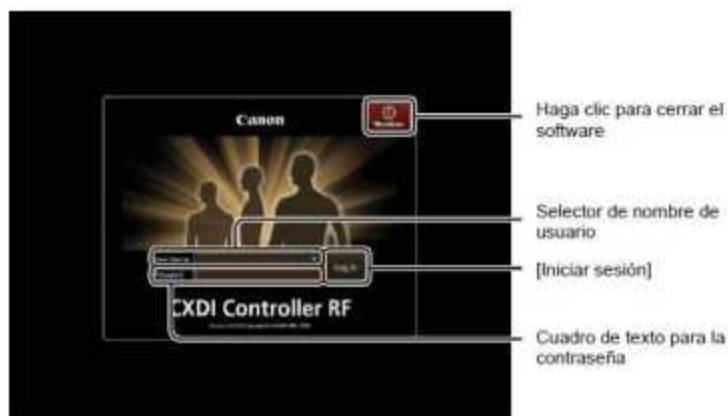 Canon
Haga clic para cerrar el
software
Selector de nombre de
usuario
[Iniciar sesión]
CXDI Controller RF
Cuadro de texto para la
contraseña